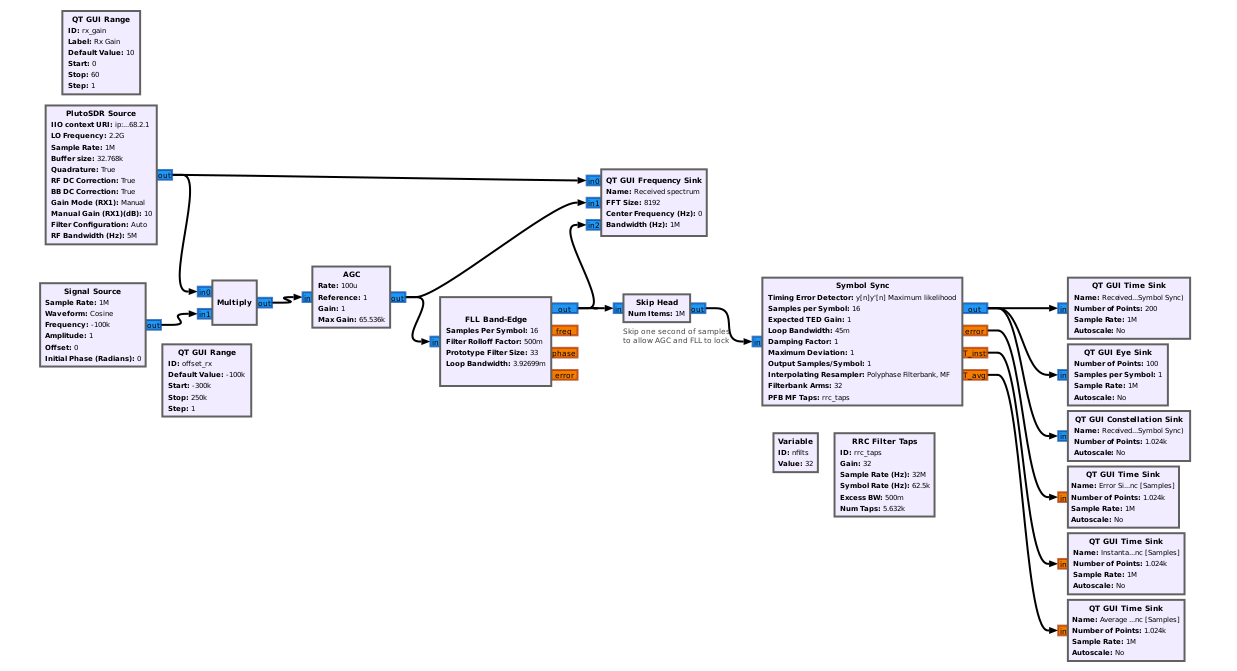 QT GUI Range
ID: rx_gain
Label: Rx Gain
Default Value: 10
Start: 0
Stop: 60
Step: 1
PlutoSDR Source
IIO context URI: ip:...68.2.1
LO Frequency: 2.2G
Sample Rate: 1M
Buffer size: 32.768k
Quadrature: True
RF DC Correction: True
BB DC Correction: True
Gain Mode (RX1): Manual
Manual Gain (RX1)(dB): 10
Filter Configuration: Auto
RF Bandwidth (Hz): 5M
out
Signal Source
Sample Rate: 1M
Waveform: Cosine
Frequency: -100k
Amplitude: 1
Offset: 0
Initial Phase (Radians): 0
out
QT GUI Range
ID: offset_rx
Default Value: -100k
Start: -300k
Stop: 250k
Step: 1
in0
in1
Multiply
out
in
AGC
Rate: 100u
Reference: 1
Gain: 1
Max Gain: 65.536k
out
in
FLL Band-Edge
Samples Per Symbol: 16
Filter Rolloff Factor: 500m
Prototype Filter Size: 33
Loop Bandwidth: 3.92699m
out
freq
phase
error
in0
in1
in2
QT GUI Frequency Sink
Name: Received spectrum
FFT Size: 8192
Center Frequency (Hz): 0
Bandwidth (Hz): 1M
in
Skip Head
Num Items: 1M
out
Skip one second of samples
to allow AGC and FLL to lock
in
Symbol Sync
Timing Error Detector: y[n]y'[n] Maximum likelihood
Samples per Symbol: 16
Expected TED Gain: 1
Loop Bandwidth: 45m
Damping Factor: 1
Maximum Deviation: 1
Output Samples/Symbol: 1
Interpolating Resampler: Polyphase Filterbank, MF
Filterbank Arms: 32
PFB MF Taps: rrc_taps
out
error
T_inst
T_avg
Variable
ID: nfilts
Value: 32
RRC Filter Taps
ID: rrc_taps
Gain: 32
Sample Rate (Hz): 32M
Symbol Rate (Hz): 62.5k
Excess BW: 500m
Num Taps: 5.632k
in
QT GUI Time Sink
Name: Received...Symbol Sync)
Number of Points: 200
Sample Rate: 1M
Autoscale: No
in
QT GUI Eye Sink
Number of Points: 100
Samples per Symbol: 1
Sample Rate: 1M
Autoscale: No
in
QT GUI Constellation Sink
Name: Received...Symbol Sync)
Number of Points: 1.024k
Autoscale: No
in
QT GUI Time Sink
Name: Error Si...nc [Samples]
Number of Points: 1.024k
Sample Rate: 1M
Autoscale: No
in
QT GUI Time Sink
Name: Instanta...nc [Samples]
Number of Points: 1.024k
Sample Rate: 1M
Autoscale: No
in
QT GUI Time Sink
Name: Average ...nc [Samples]
Number of Points: 1.024k
Sample Rate: 1M
Autoscale: No